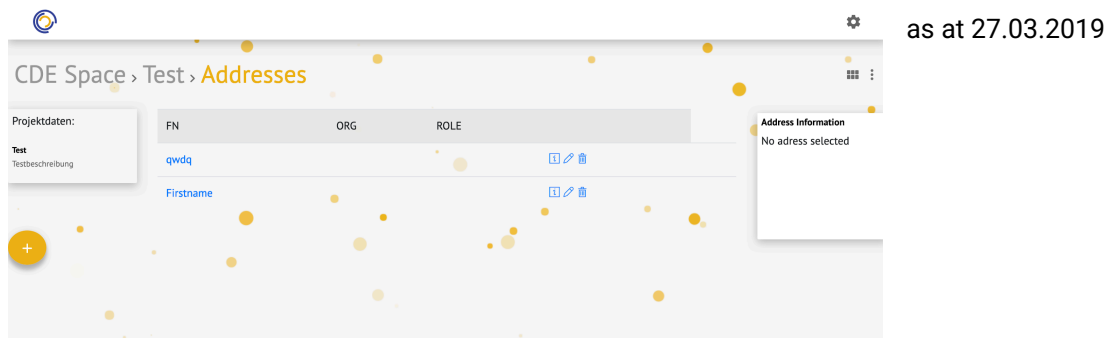 as at 27.03.2019
CDE Space › Test › Addresses
Projektdaten:
Test
Testbeschreibung
FN ORG ROLE
qwdq
Firstname
Address Information
No adress selected
+